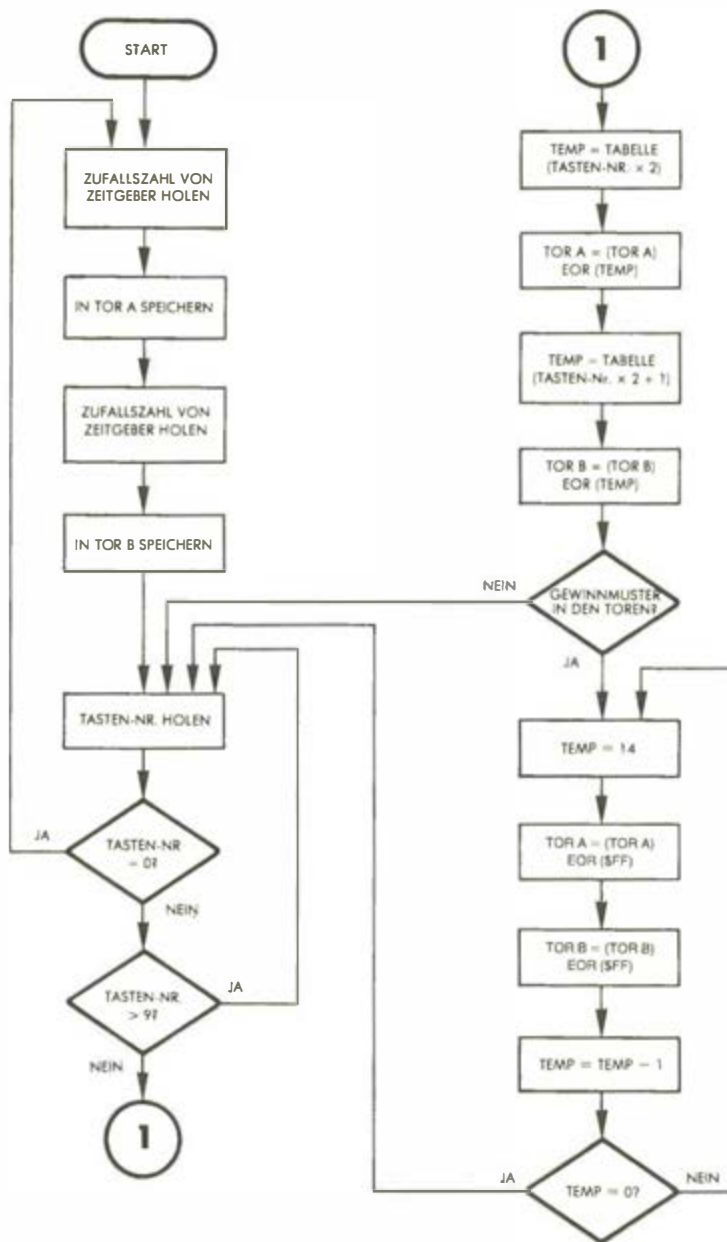 START
ZUFALLSZAHL VON
ZEITGEBER HOLEN
IN TOR A SPEICHERN
ZUFALLSZAHL VON
ZEITGEBER HOLEN
IN TOR B SPEICHERN
TASTEN-NR. HOLEN
JA
TASTEN-NR
= 0?
NEIN
TASTEN-NR.
> 9?
JA
NEIN
1
1
TEMP = TABELLE
(TASTEN-NR. × 2)
TOR A = (TOR A)
EOR (TEMP)
TEMP = TABELLE
(TASTEN-Nr. × 2 + 1)
TOR B = (TOR B)
EOR (TEMP)
NEIN
GEWINNMUSTER
IN DEN TOREN?
JA
TEMP = 14
TOR A = (TOR A)
EOR ($FF)
TOR B = (TOR B)
EOR ($FF)
TEMP = TEMP − 1
JA
TEMP = 0?
NEIN